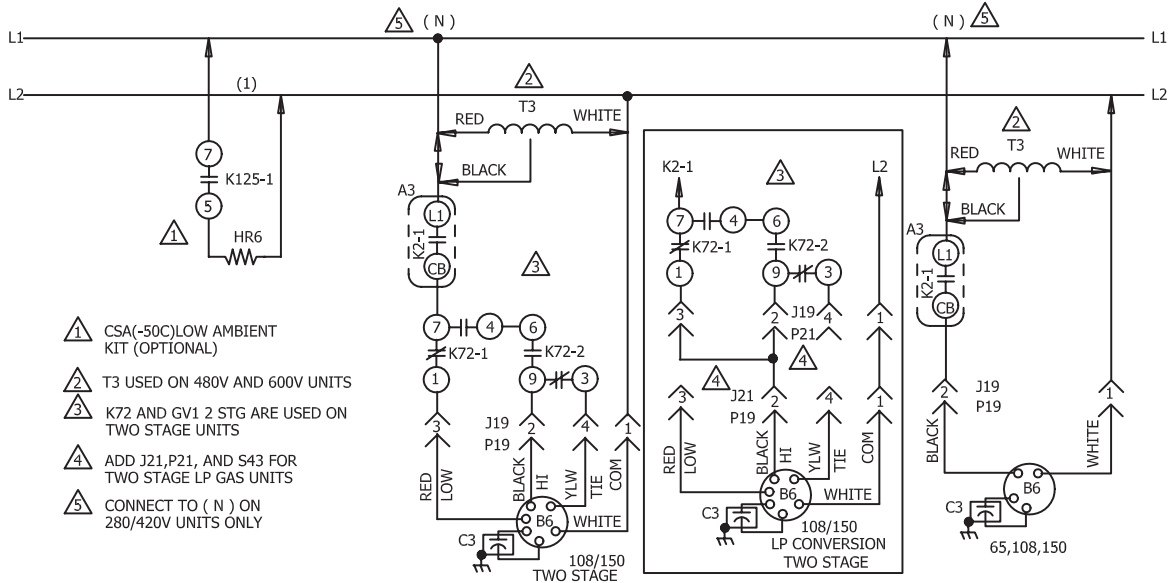 5 ( N )
( N ) 5
L1
L1
L2
(1)
L2
2
T3
RED
WHITE
BLACK
7
K125-1
5
1
HR6
A3
L1
K2-1
CB
3
7
4
6
K72-1
K72-2
1
9
3
J19
P19
3
2
4
1
RED
LOW
BLACK
HI
YLW
TIE
COM
B6
WHITE
C3
108/150
TWO STAGE
K2-1
3
L2
7
4
6
K72-1
K72-2
1
9
3
3
2
J19
P21
4
1
4
4
3
J21
P19
2
4
1
RED
LOW
BLACK
HI
YLW
TIE
COM
B6
WHITE
C3
108/150
LP CONVERSION
TWO STAGE
2
T3
RED
WHITE
BLACK
A3
L1
K2-1
CB
J19
P19
2
1
BLACK
WHITE
B6
C3
65,108,150
1 CSA(-50C)LOW AMBIENT
KIT (OPTIONAL)
2 T3 USED ON 480V AND 600V UNITS
3 K72 AND GV1 2 STG ARE USED ON
TWO STAGE UNITS
4 ADD J21,P21, AND S43 FOR
TWO STAGE LP GAS UNITS
5 CONNECT TO ( N ) ON
280/420V UNITS ONLY